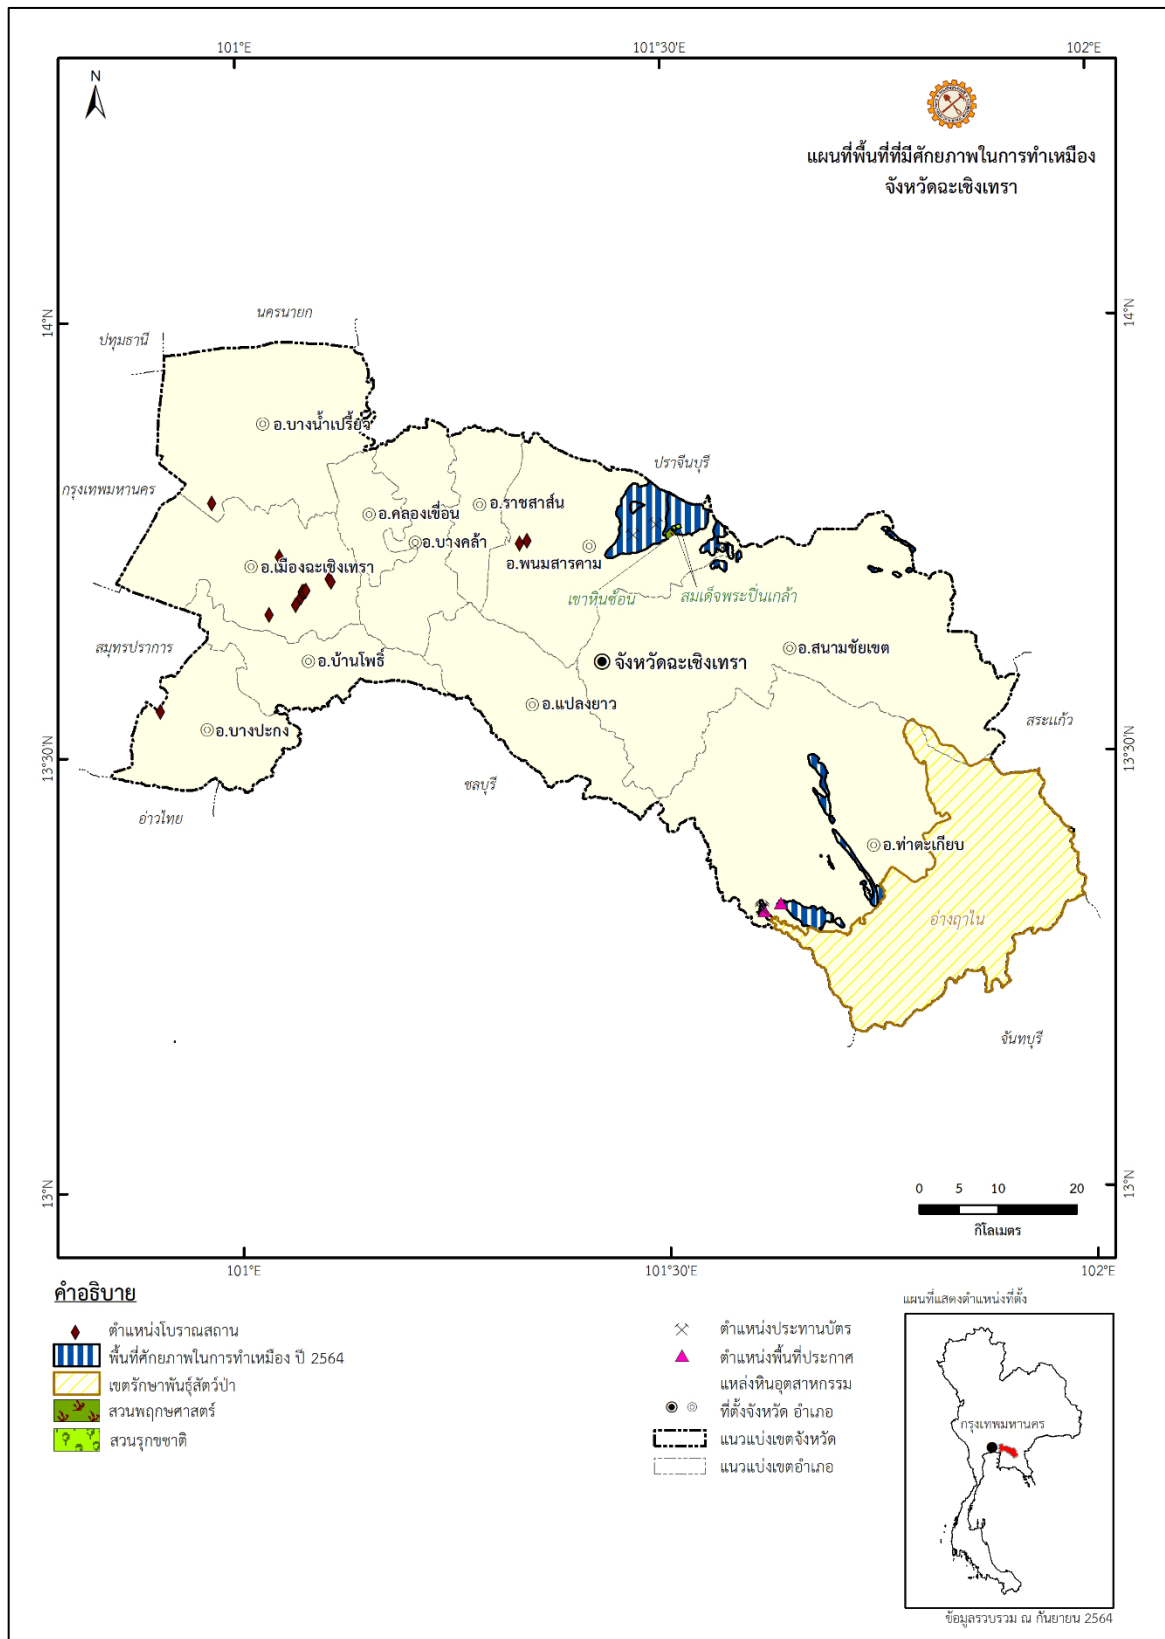 101°E 101°30'E 102°E
N
แผนที่พื้นที่ที่มีศักยภาพในการทำเหมือง
จังหวัดฉะเชิงเทรา
นครนายก
14°N 14°N
ปทุมธานี
อ.บางน้ำเปรี้ยว
ปราจีนบุรี
กรุงเทพมหานคร
อ.ราชสาส์น
อ.คลองเขื่อน
อ.บางคล้า
อ.พนมสารคาม
อ.เมืองฉะเชิงเทรา
เขาหินซ้อน
สมเด็จพระปิ่นเกล้า
สมุทรปราการ
อ.บ้านโพธิ์
จังหวัดฉะเชิงเทรา
อ.สนามชัยเขต
อ.แปลงยาว
สระแก้ว
อ.บางปะกง
13°30'N 13°30'N
ชลบุรี
อ่าวไทย
อ.ท่าตะเกียบ
อ่างฤาไน
จันทบุรี
13°N 13°N
0 5 10 20
กิโลเมตร
101°E 101°30'E 102°E
คำอธิบาย
ตำแหน่งโบราณสถาน
พื้นที่ศักยภาพในการทำเหมือง ปี 2564
เขตรักษาพันธุ์สัตว์ป่า
สวนพฤกษศาสตร์
สวนรุกขชาติ
ตำแหน่งประทานบัตร
ตำแหน่งพื้นที่ประกาศ
แหล่งหินอุตสาหกรรม
ที่ตั้งจังหวัด อำเภอ
แนวแบ่งเขตจังหวัด
แนวแบ่งเขตอำเภอ
แผนที่แสดงตำแหน่งที่ตั้ง
กรุงเทพมหานคร
ข้อมูลรวบรวม ณ กันยายน 2564